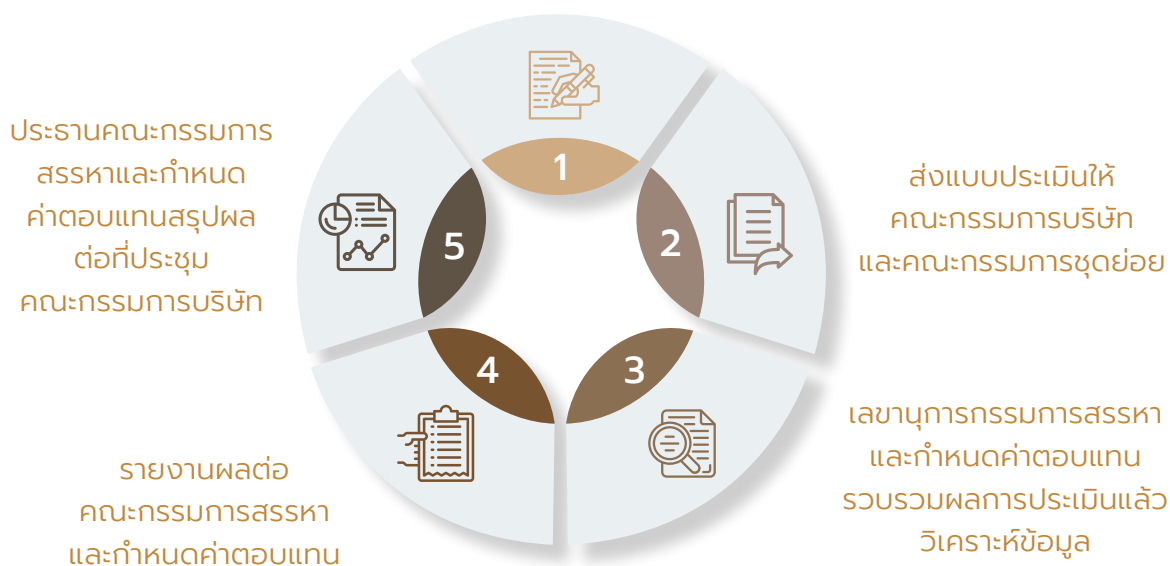 1
2
ส่งแบบประเมินให้
คณะกรรมการบริษัท
และคณะกรรมการชุดย่อย
3
เลขานุการกรรมการสรรหา
และกำหนดค่าตอบแทน
รวบรวมผลการประเมินแล้ว
วิเคราะห์ข้อมูล
4
รายงานผลต่อ
คณะกรรมการสรรหา
และกำหนดค่าตอบแทน
5
ประธานคณะกรรมการ
สรรหาและกำหนด
ค่าตอบแทนสรุปผล
ต่อที่ประชุม
คณะกรรมการบริษัท